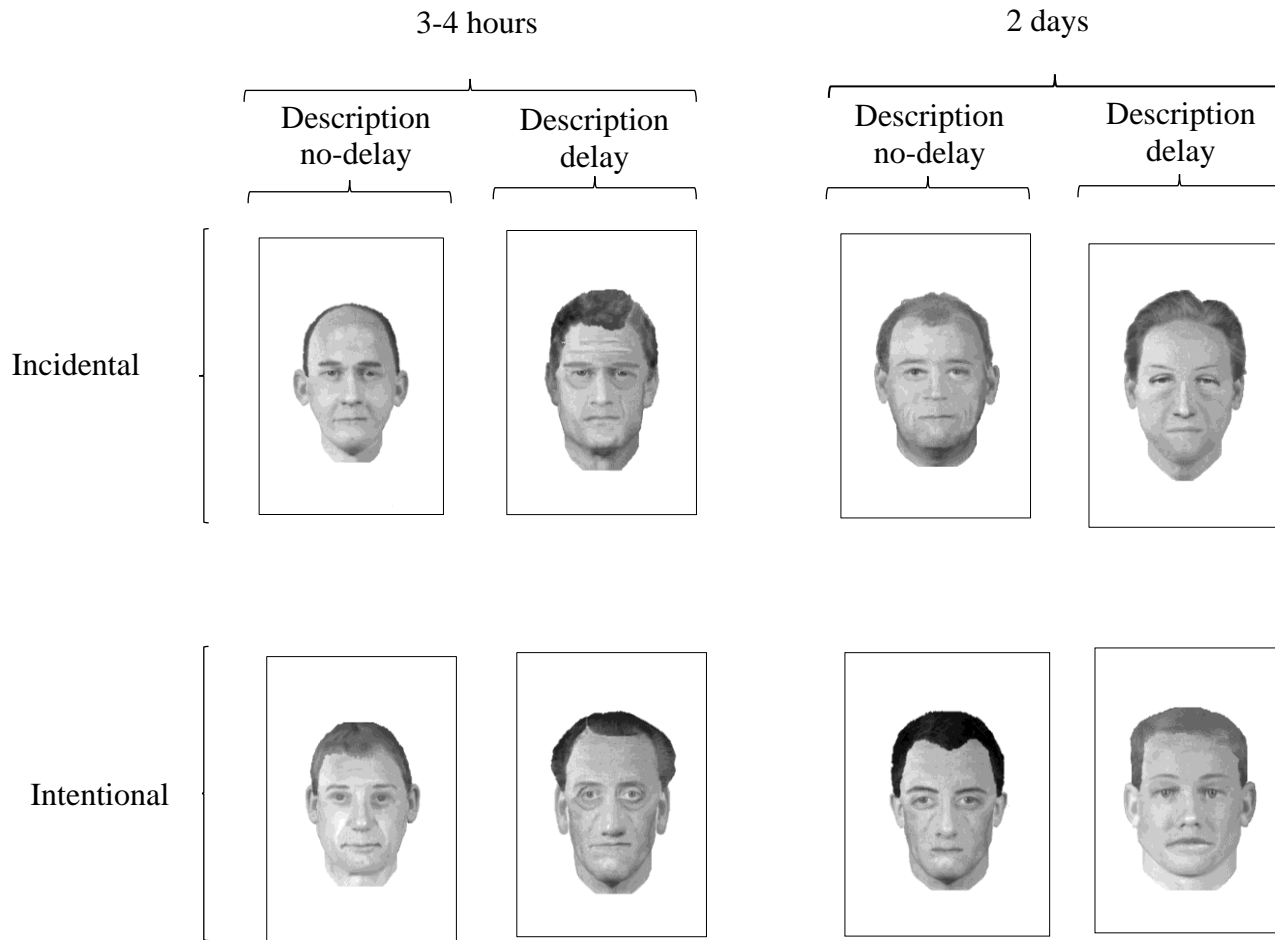 3-4 hours
2 days
Description
no-delay
Description
delay
Description
no-delay
Description
delay
Incidental
Intentional